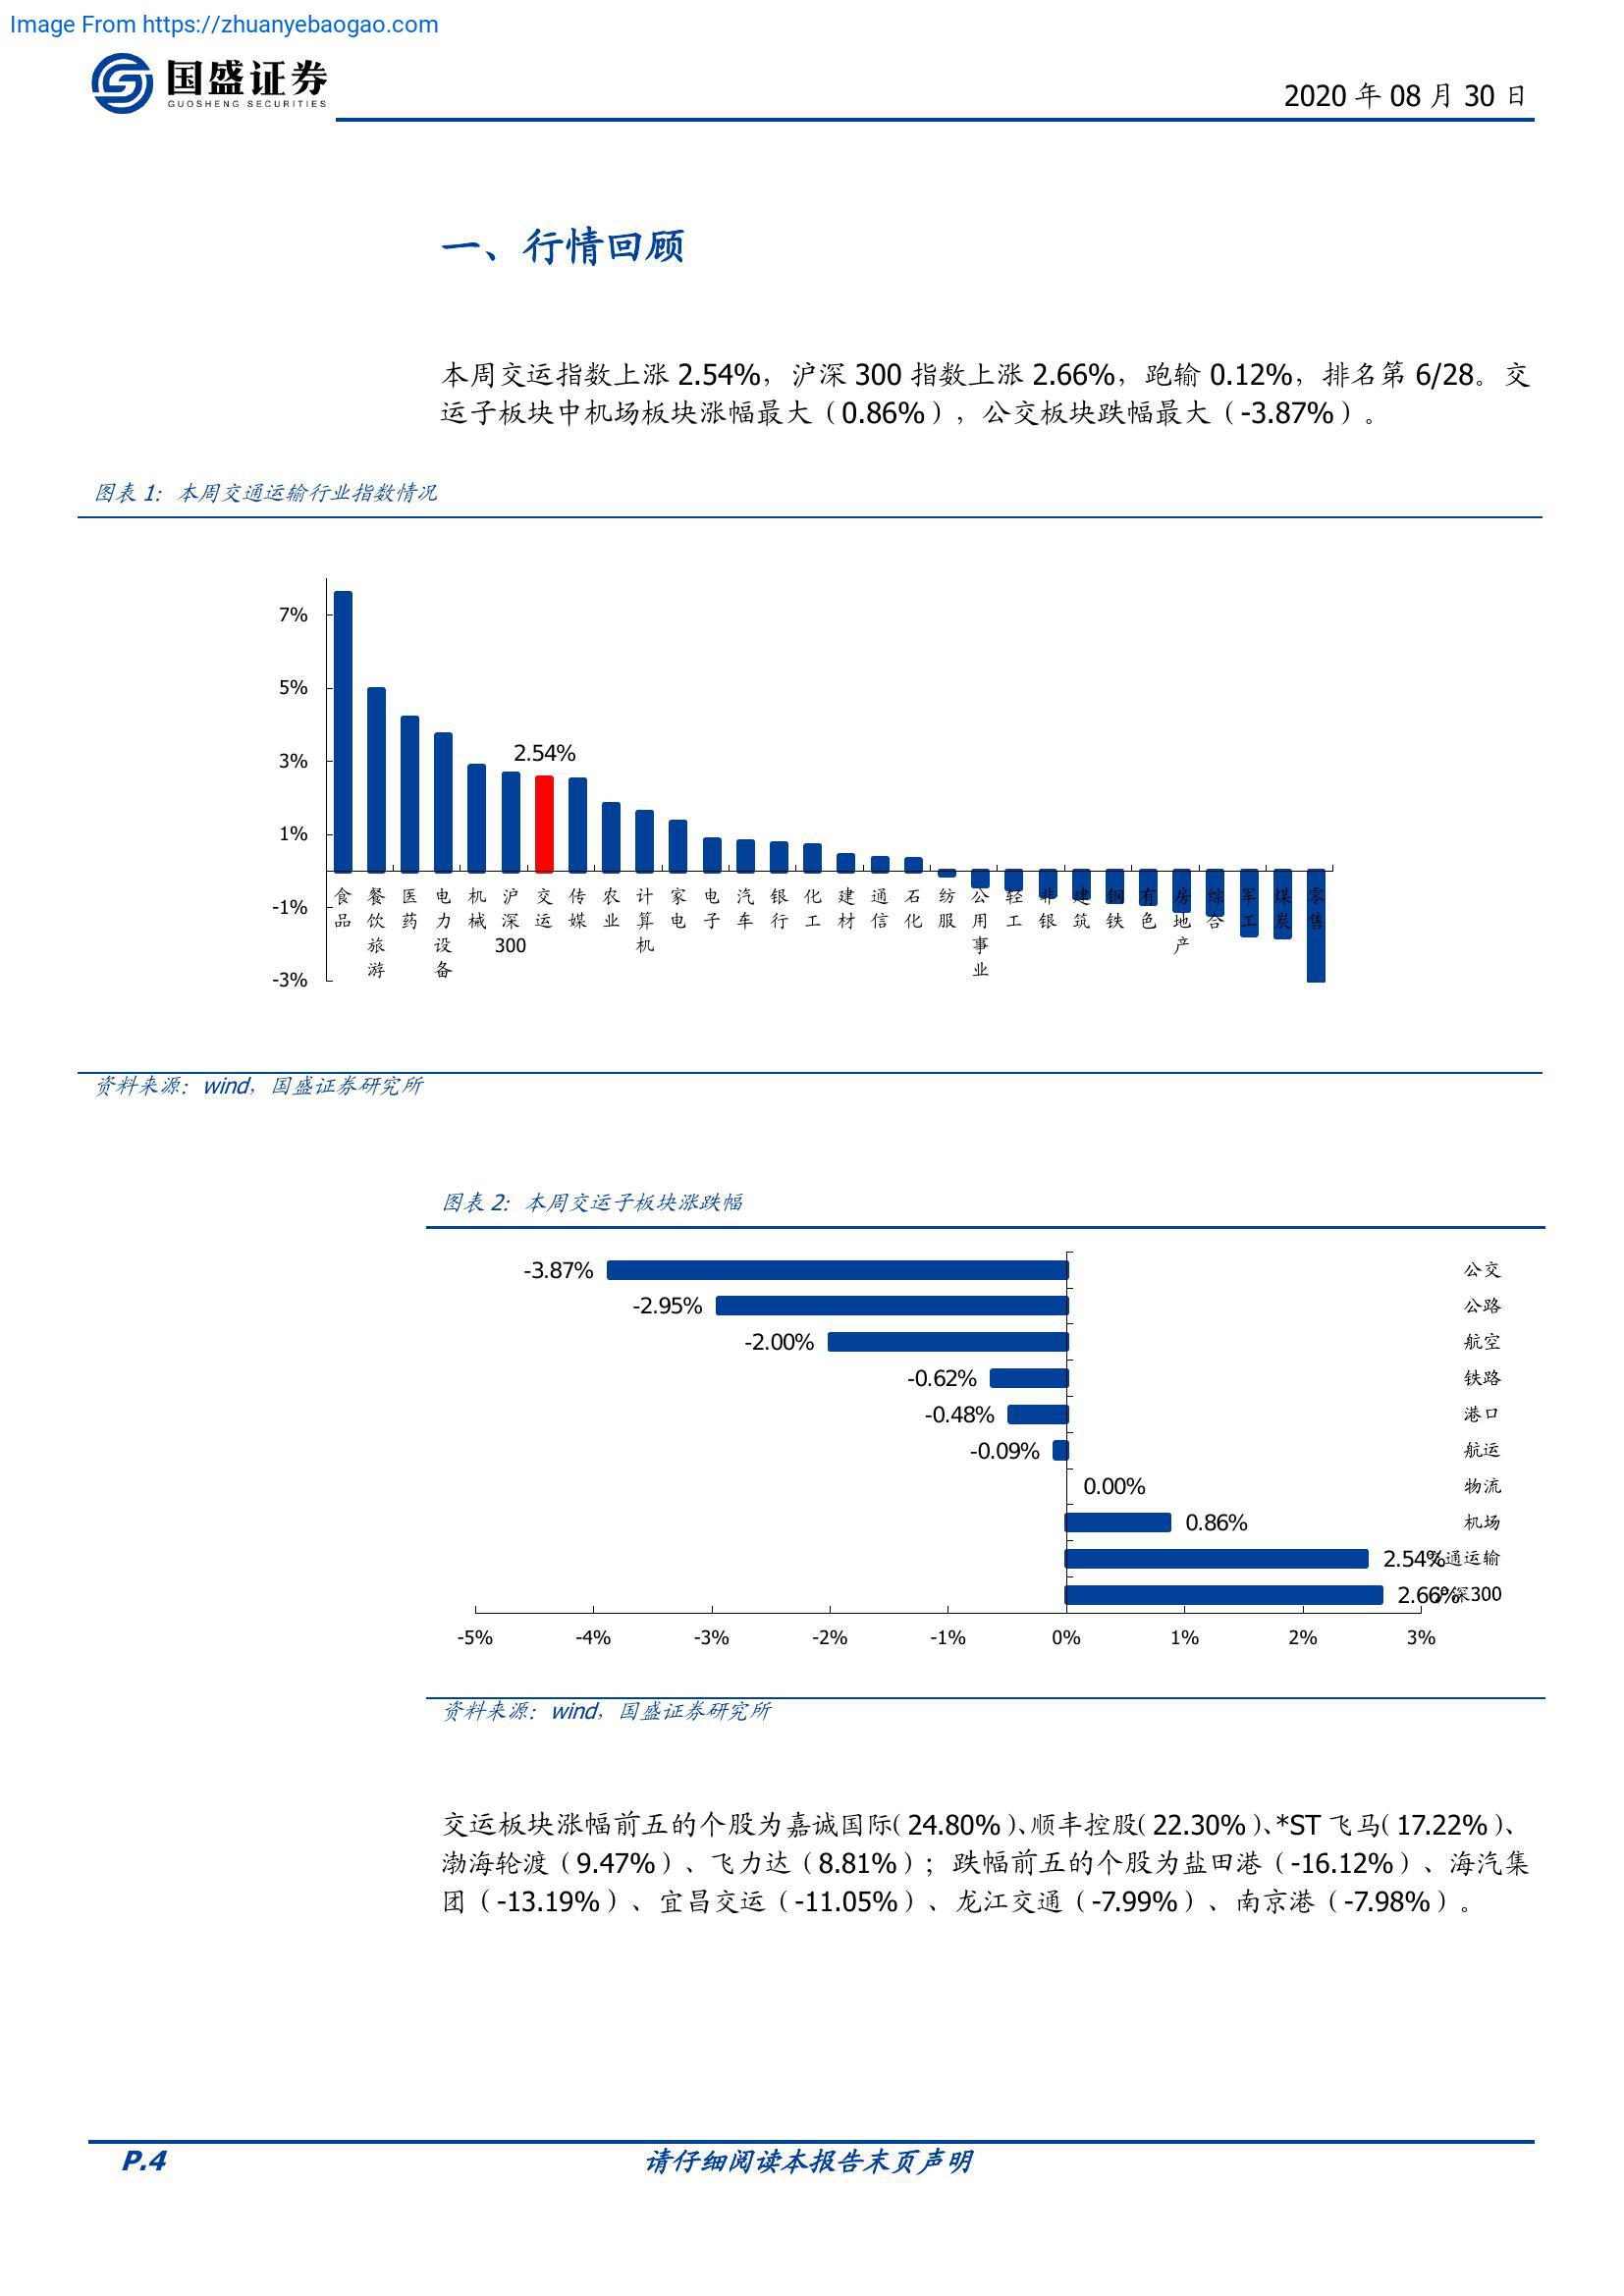 Image From https://zhuanyebaogao.com
国盛证券
GUOSHENG SECURITIES
2020 年 08 月 30 日
一、行情回顾
本周交运指数上涨 2.54%，沪深 300 指数上涨 2.66%，跑输 0.12%，排名第 6/28。交
运子板块中机场板块涨幅最大（0.86%），公交板块跌幅最大（-3.87%）。
图表 1：本周交通运输行业指数情况
7%
5%
3%
1%
-1%
-3%
2.54%
食品
餐饮旅游
医药
电力设备
机械
沪深300
交运
传媒
农业
计算机
家电
电子
汽车
银行
化工
建材
通信
石化
纺服
公用事业
轻工
非银
建筑
钢铁
有色
房地产
综合
军工
煤炭
零售
资料来源：wind，国盛证券研究所
图表 2：本周交运子板块涨跌幅
-3.87% 公交
-2.95% 公路
-2.00% 航空
-0.62% 铁路
-0.48% 港口
-0.09% 航运
0.00% 物流
0.86% 机场
2.54% 通运输
2.66% 深300
-5% -4% -3% -2% -1% 0% 1% 2% 3%
资料来源：wind，国盛证券研究所
交运板块涨幅前五的个股为嘉诚国际（24.80%）、顺丰控股（22.30%）、*ST 飞马（17.22%）、
渤海轮渡（9.47%）、飞力达（8.81%）；跌幅前五的个股为盐田港（-16.12%）、海汽集
团（-13.19%）、宜昌交运（-11.05%）、龙江交通（-7.99%）、南京港（-7.98%）。
P.4
请仔细阅读本报告末页声明